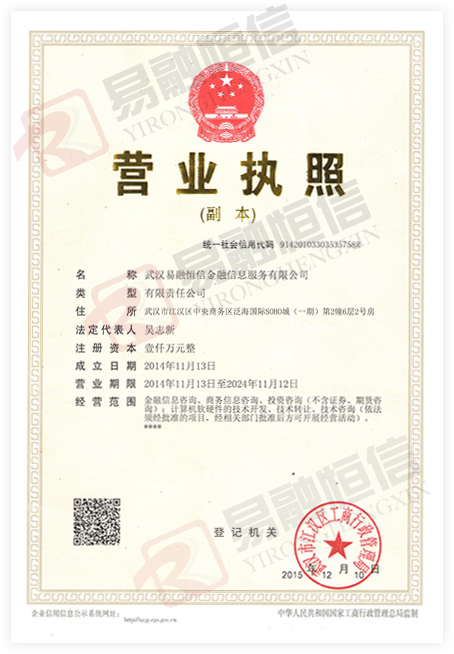 易融恒信
YIRONGHENGXIN
营业执照
(副 本)
统一社会信用代码 91420103303535758R
名 称 武汉易融恒信金融信息服务有限公司
类 型 有限责任公司
住 所 武汉市江汉区中央商务区泛海国际SOHO城（一期）第2幢6层2号房
法定代表人 吴志新
注册资本 壹仟万元整
成立日期 2014年11月13日
营业期限 2014年11月13日至2024年11月12日
经营范围 金融信息咨询、商务信息咨询、投资咨询（不含证券、期货咨
询）；计算机软硬件的技术开发、技术转让、技术咨询（依法
须经批准的项目，经相关部门批准后方可开展经营活动）。
****
易融恒信
YIRONGHENGXIN
登记机关
武汉市江汉区工商行政管理局
2015年12月10日
企业信用信息公示系统网址：
中华人民共和国国家工商行政管理总局监制